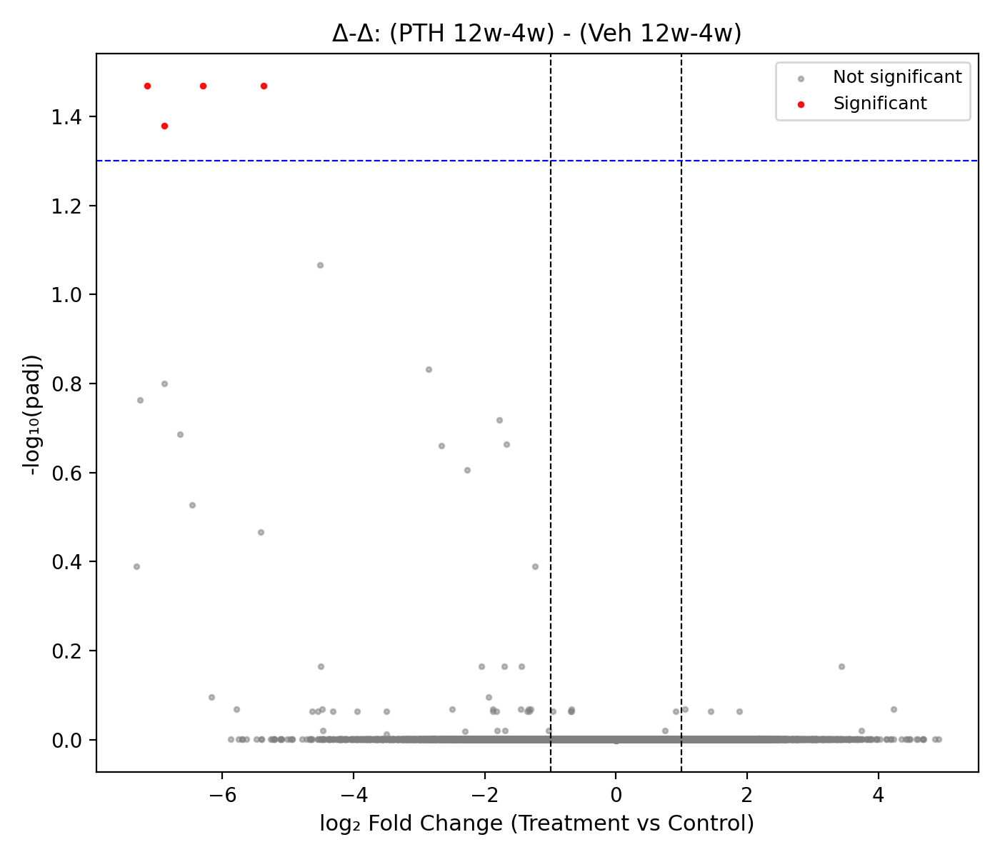 Δ-Δ: (PTH 12w-4w) - (Veh 12w-4w)
Not significant
Significant
1.4
1.2
1.0
0.8
0.6
0.4
0.2
0.0
-log₁₀(padj)
−6 −4 −2 0 2 4
log₂ Fold Change (Treatment vs Control)